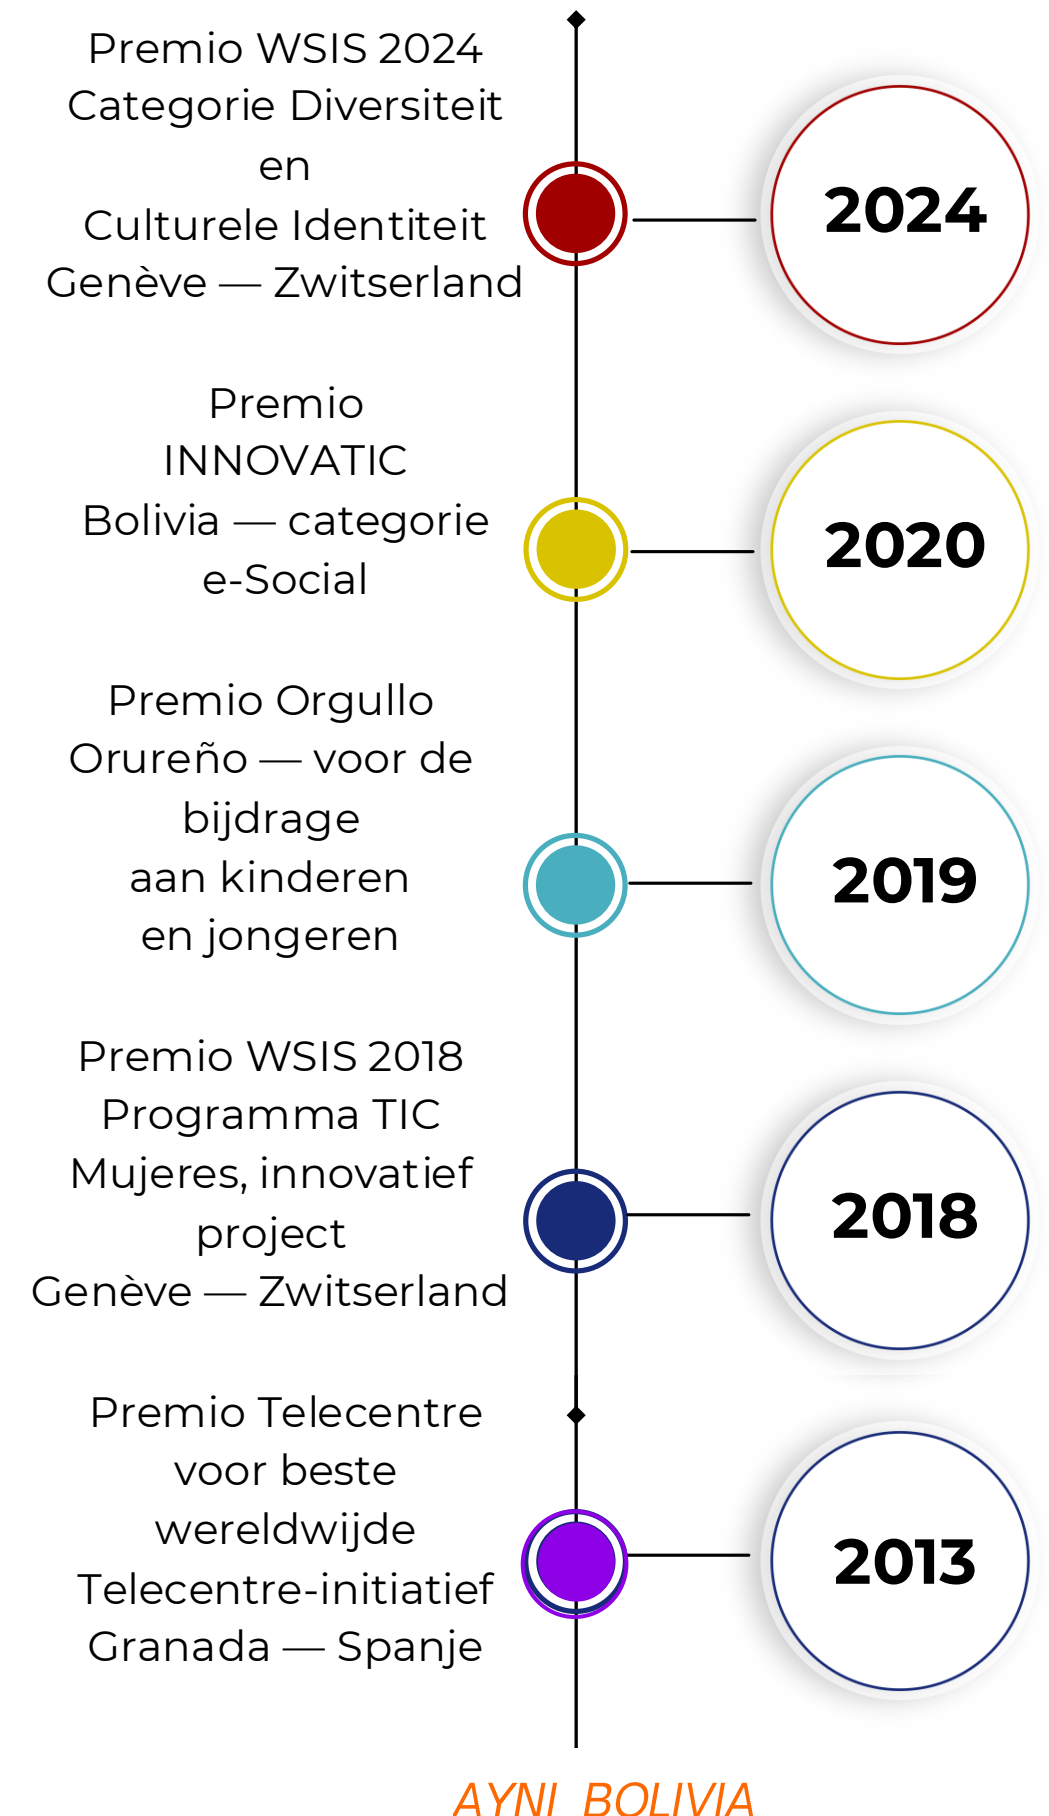 Premio WSIS 2024
Categorie Diversiteit
en
Culturele Identiteit
Genève — Zwitserland
2024
Premio
INNOVATIC
Bolivia — categorie
e-Social
2020
Premio Orgullo
Orureño — voor de
bijdrage
aan kinderen
en jongeren
2019
Premio WSIS 2018
Programma TIC
Mujeres, innovatief
project
Genève — Zwitserland
2018
Premio Telecentre
voor beste
wereldwijde
Telecentre-initiatief
Granada — Spanje
2013
AYNI BOLIVIA